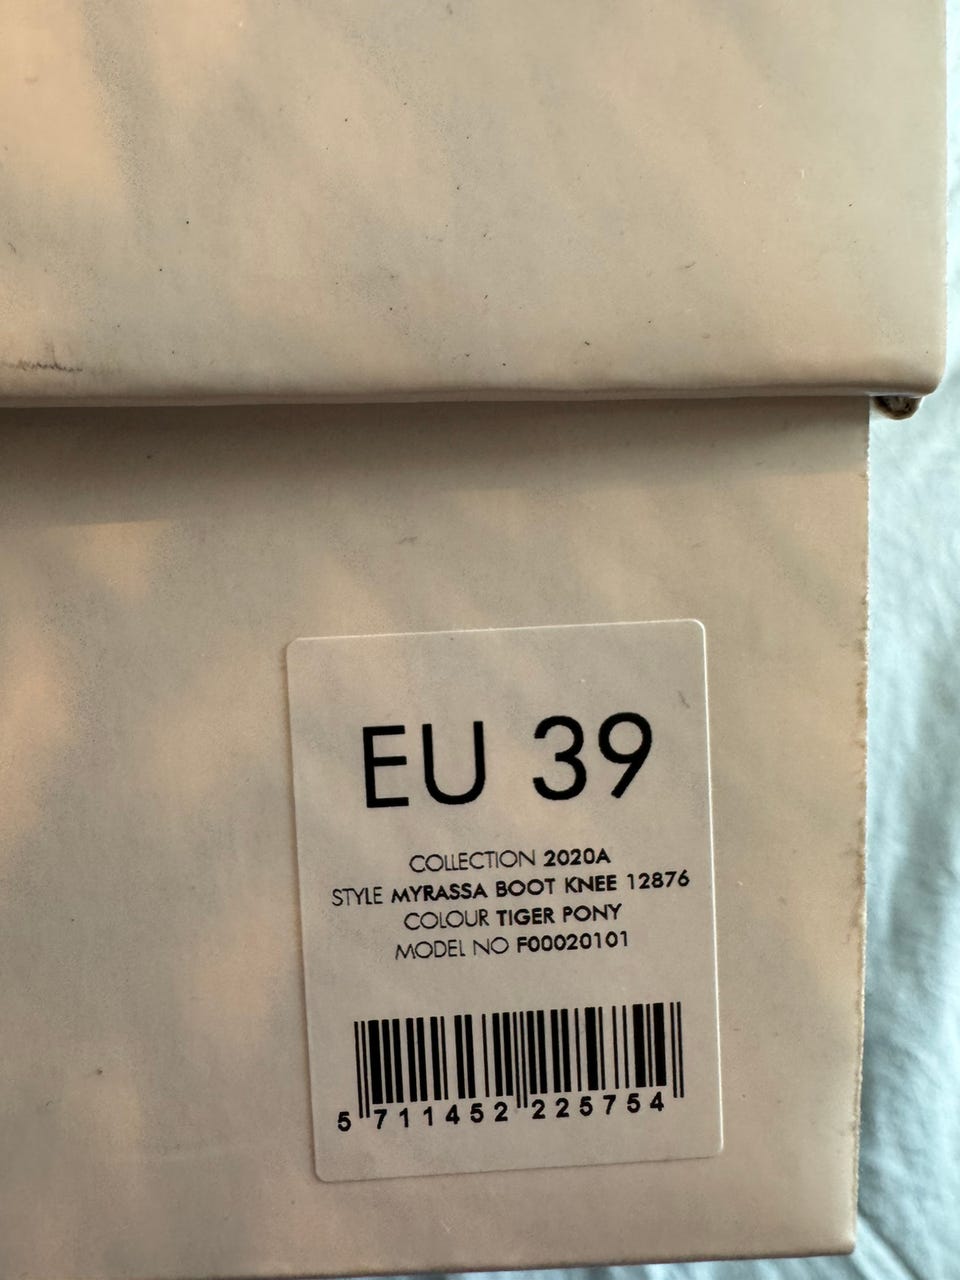 EU 39
COLLECTION 2020A
STYLE MYRASSA BOOT KNEE 12876
COLOUR TIGER PONY
MODEL NO F00020101
5 711452 225754